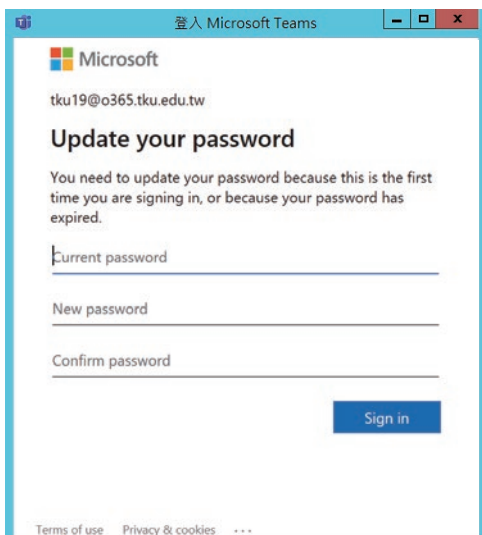 登入 Microsoft Teams
Microsoft
tku19@o365.tku.edu.tw
Update your password
You need to update your password because this is the first
time you are signing in, or because your password has
expired.
Current password
New password
Confirm password
Sign in
Terms of use Privacy & cookies ...